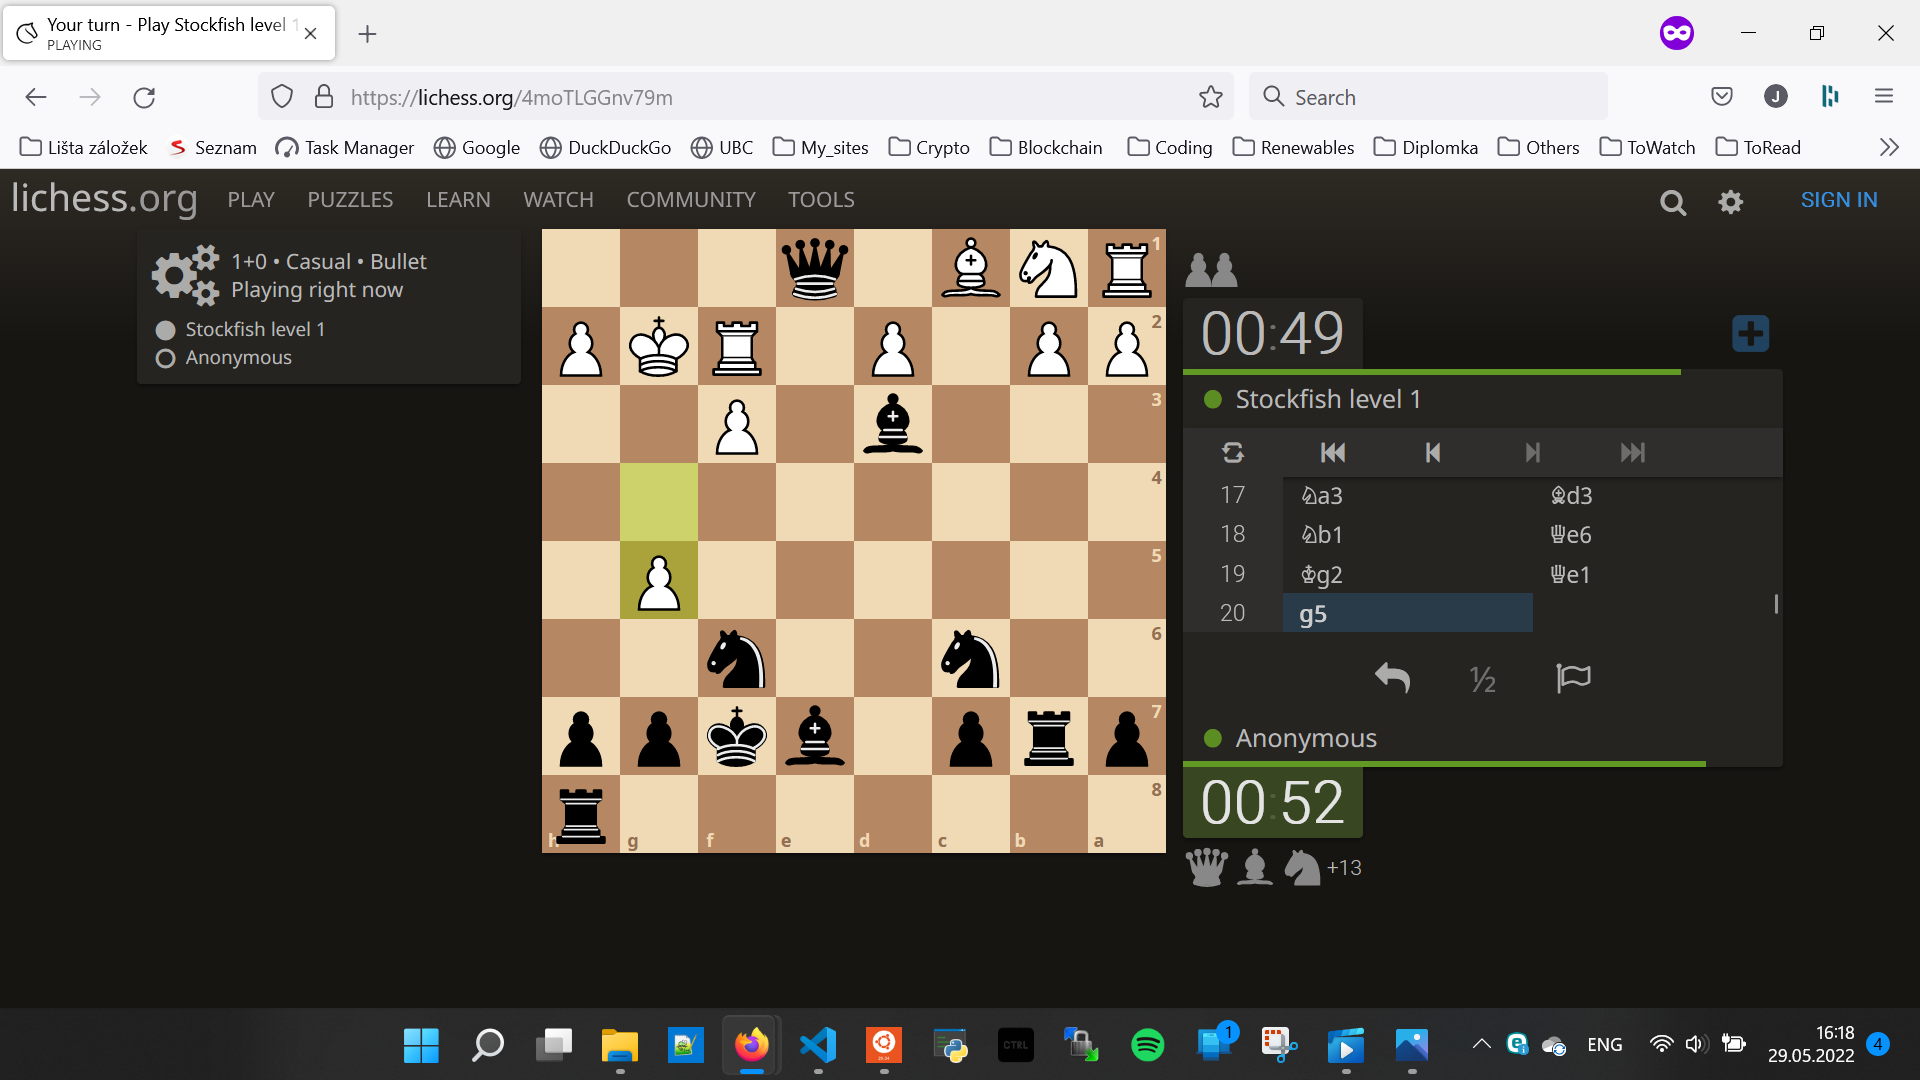 Your turn - Play Stockfish level 1
PLAYING
https://lichess.org/4moTLGGnv79m
Search
J
Lišta záložek
Seznam
Task Manager
Google
DuckDuckGo
UBC
My_sites
Crypto
Blockchain
Coding
Renewables
Diplomka
Others
ToWatch
ToRead
lichess.org
PLAY
PUZZLES
LEARN
WATCH
COMMUNITY
TOOLS
SIGN IN
1+0 • Casual • Bullet
Playing right now
Stockfish level 1
Anonymous
1
2
3
4
5
6
7
8
h g f e d c b a
00:49
Stockfish level 1
17 ♘a3 ♗d3
18 ♘b1 ♕e6
19 ♔g2 ♕e1
20 g5
½
Anonymous
00:52
+13
CTRL
1
ENG
16:18
29.05.2022
4